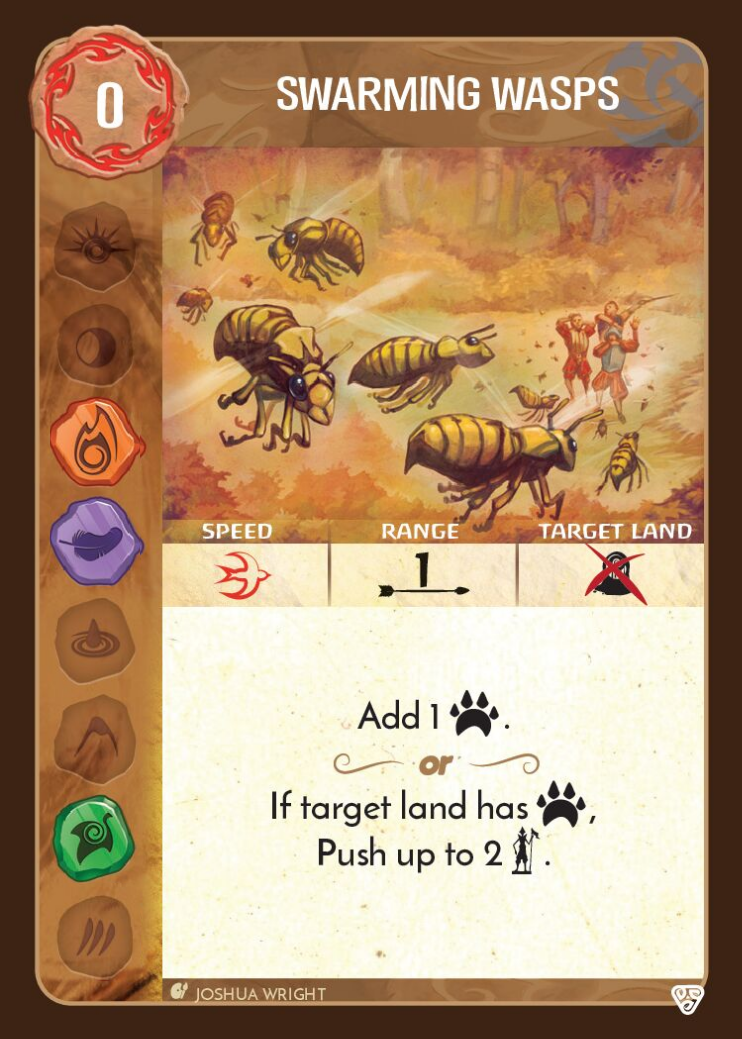 0
SWARMING WASPS
SPEED RANGE TARGET LAND
1
Add 1 .
or
If target land has ,
Push up to 2 .
JOSHUA WRIGHT